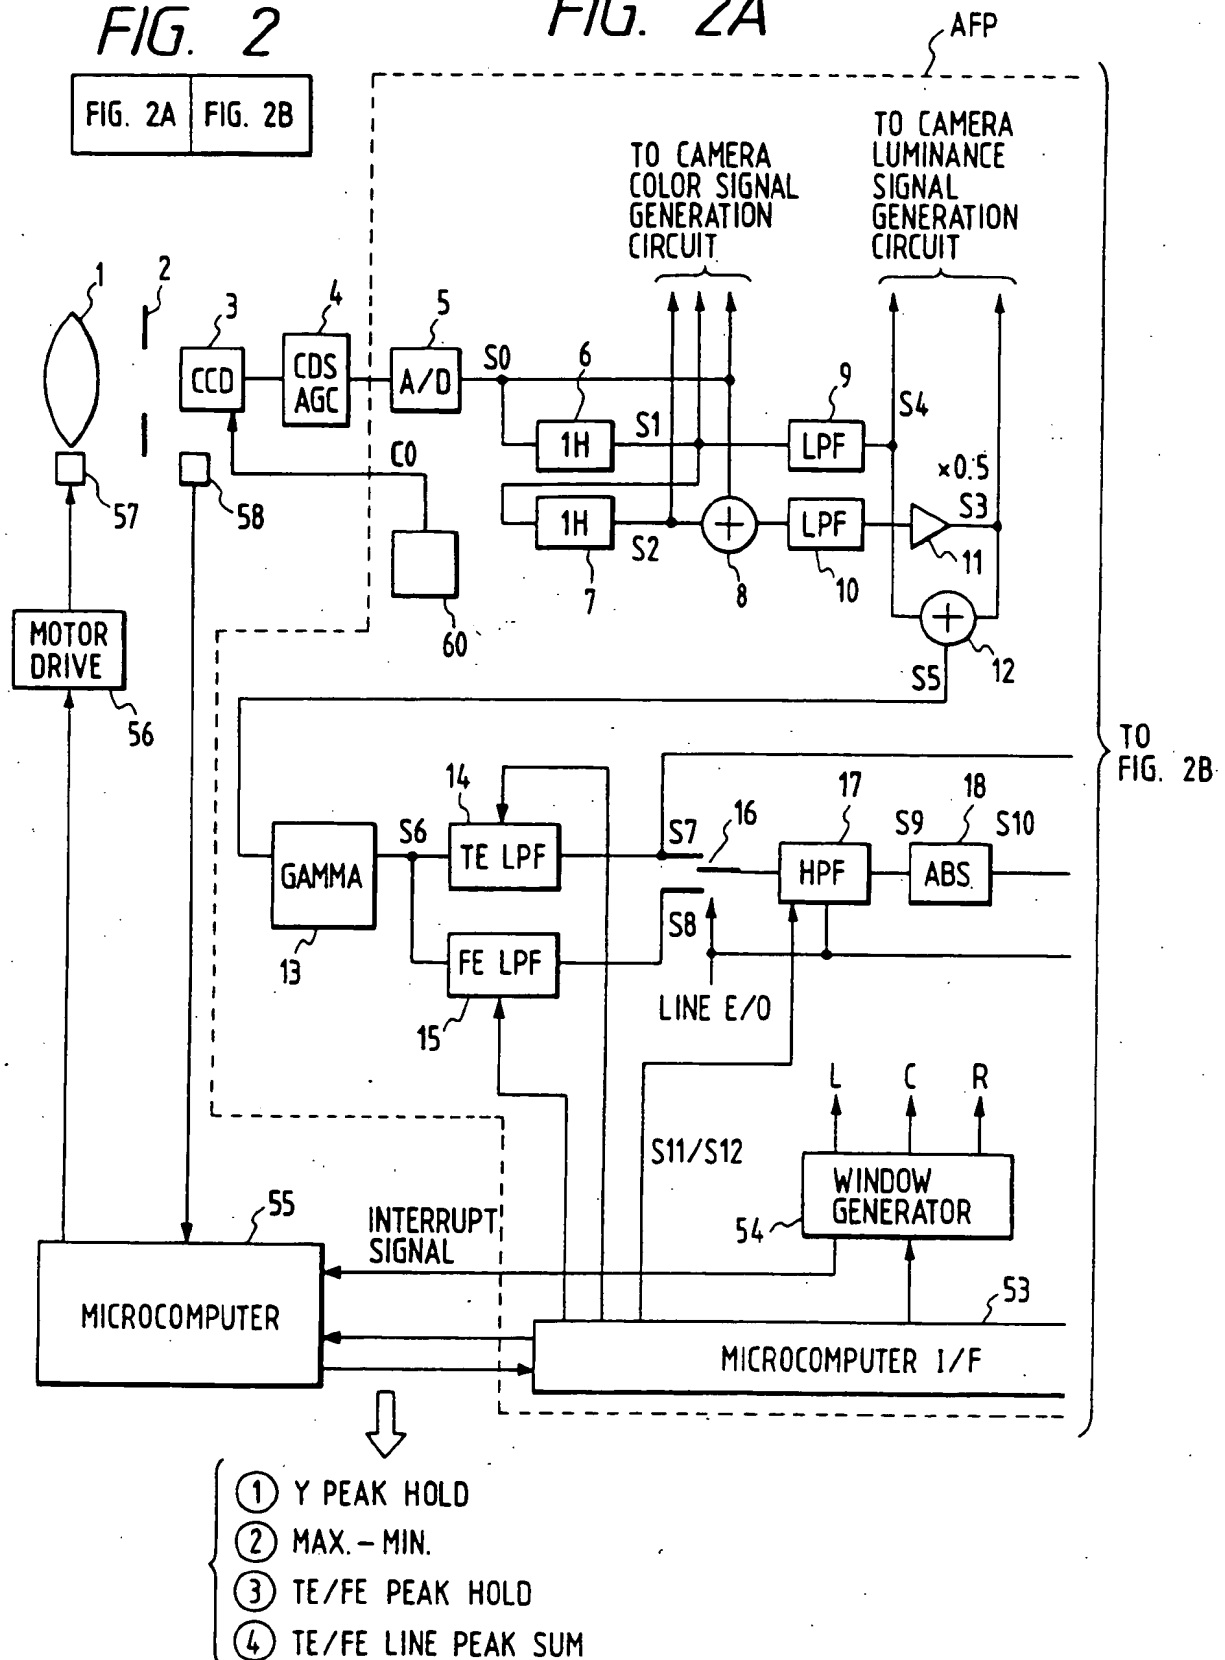 FIG. 2
FIG. 2A
FIG. 2A FIG. 2B
AFP
TO CAMERA
COLOR SIGNAL
GENERATION
CIRCUIT
TO CAMERA
LUMINANCE
SIGNAL
GENERATION
CIRCUIT
1
2
3
4
5
6
9
CCD
CDS
AGC
A/D
S0
1H
S1
LPF
S4
×0.5
S3
C0
57
58
1H
S2
LPF
7
8
10
11
12
60
MOTOR
DRIVE
56
S5
TO
FIG. 2B
14
17
18
GAMMA
S6
TE LPF
S7
16
HPF
S9
ABS.
S10
13
FE LPF
S8
15
LINE E/O
L
C
R
S11/S12
WINDOW
GENERATOR
54
55
INTERRUPT
SIGNAL
MICROCOMPUTER
53
MICROCOMPUTER I/F
1 Y PEAK HOLD
2 MAX.-MIN.
3 TE/FE PEAK HOLD
4 TE/FE LINE PEAK SUM